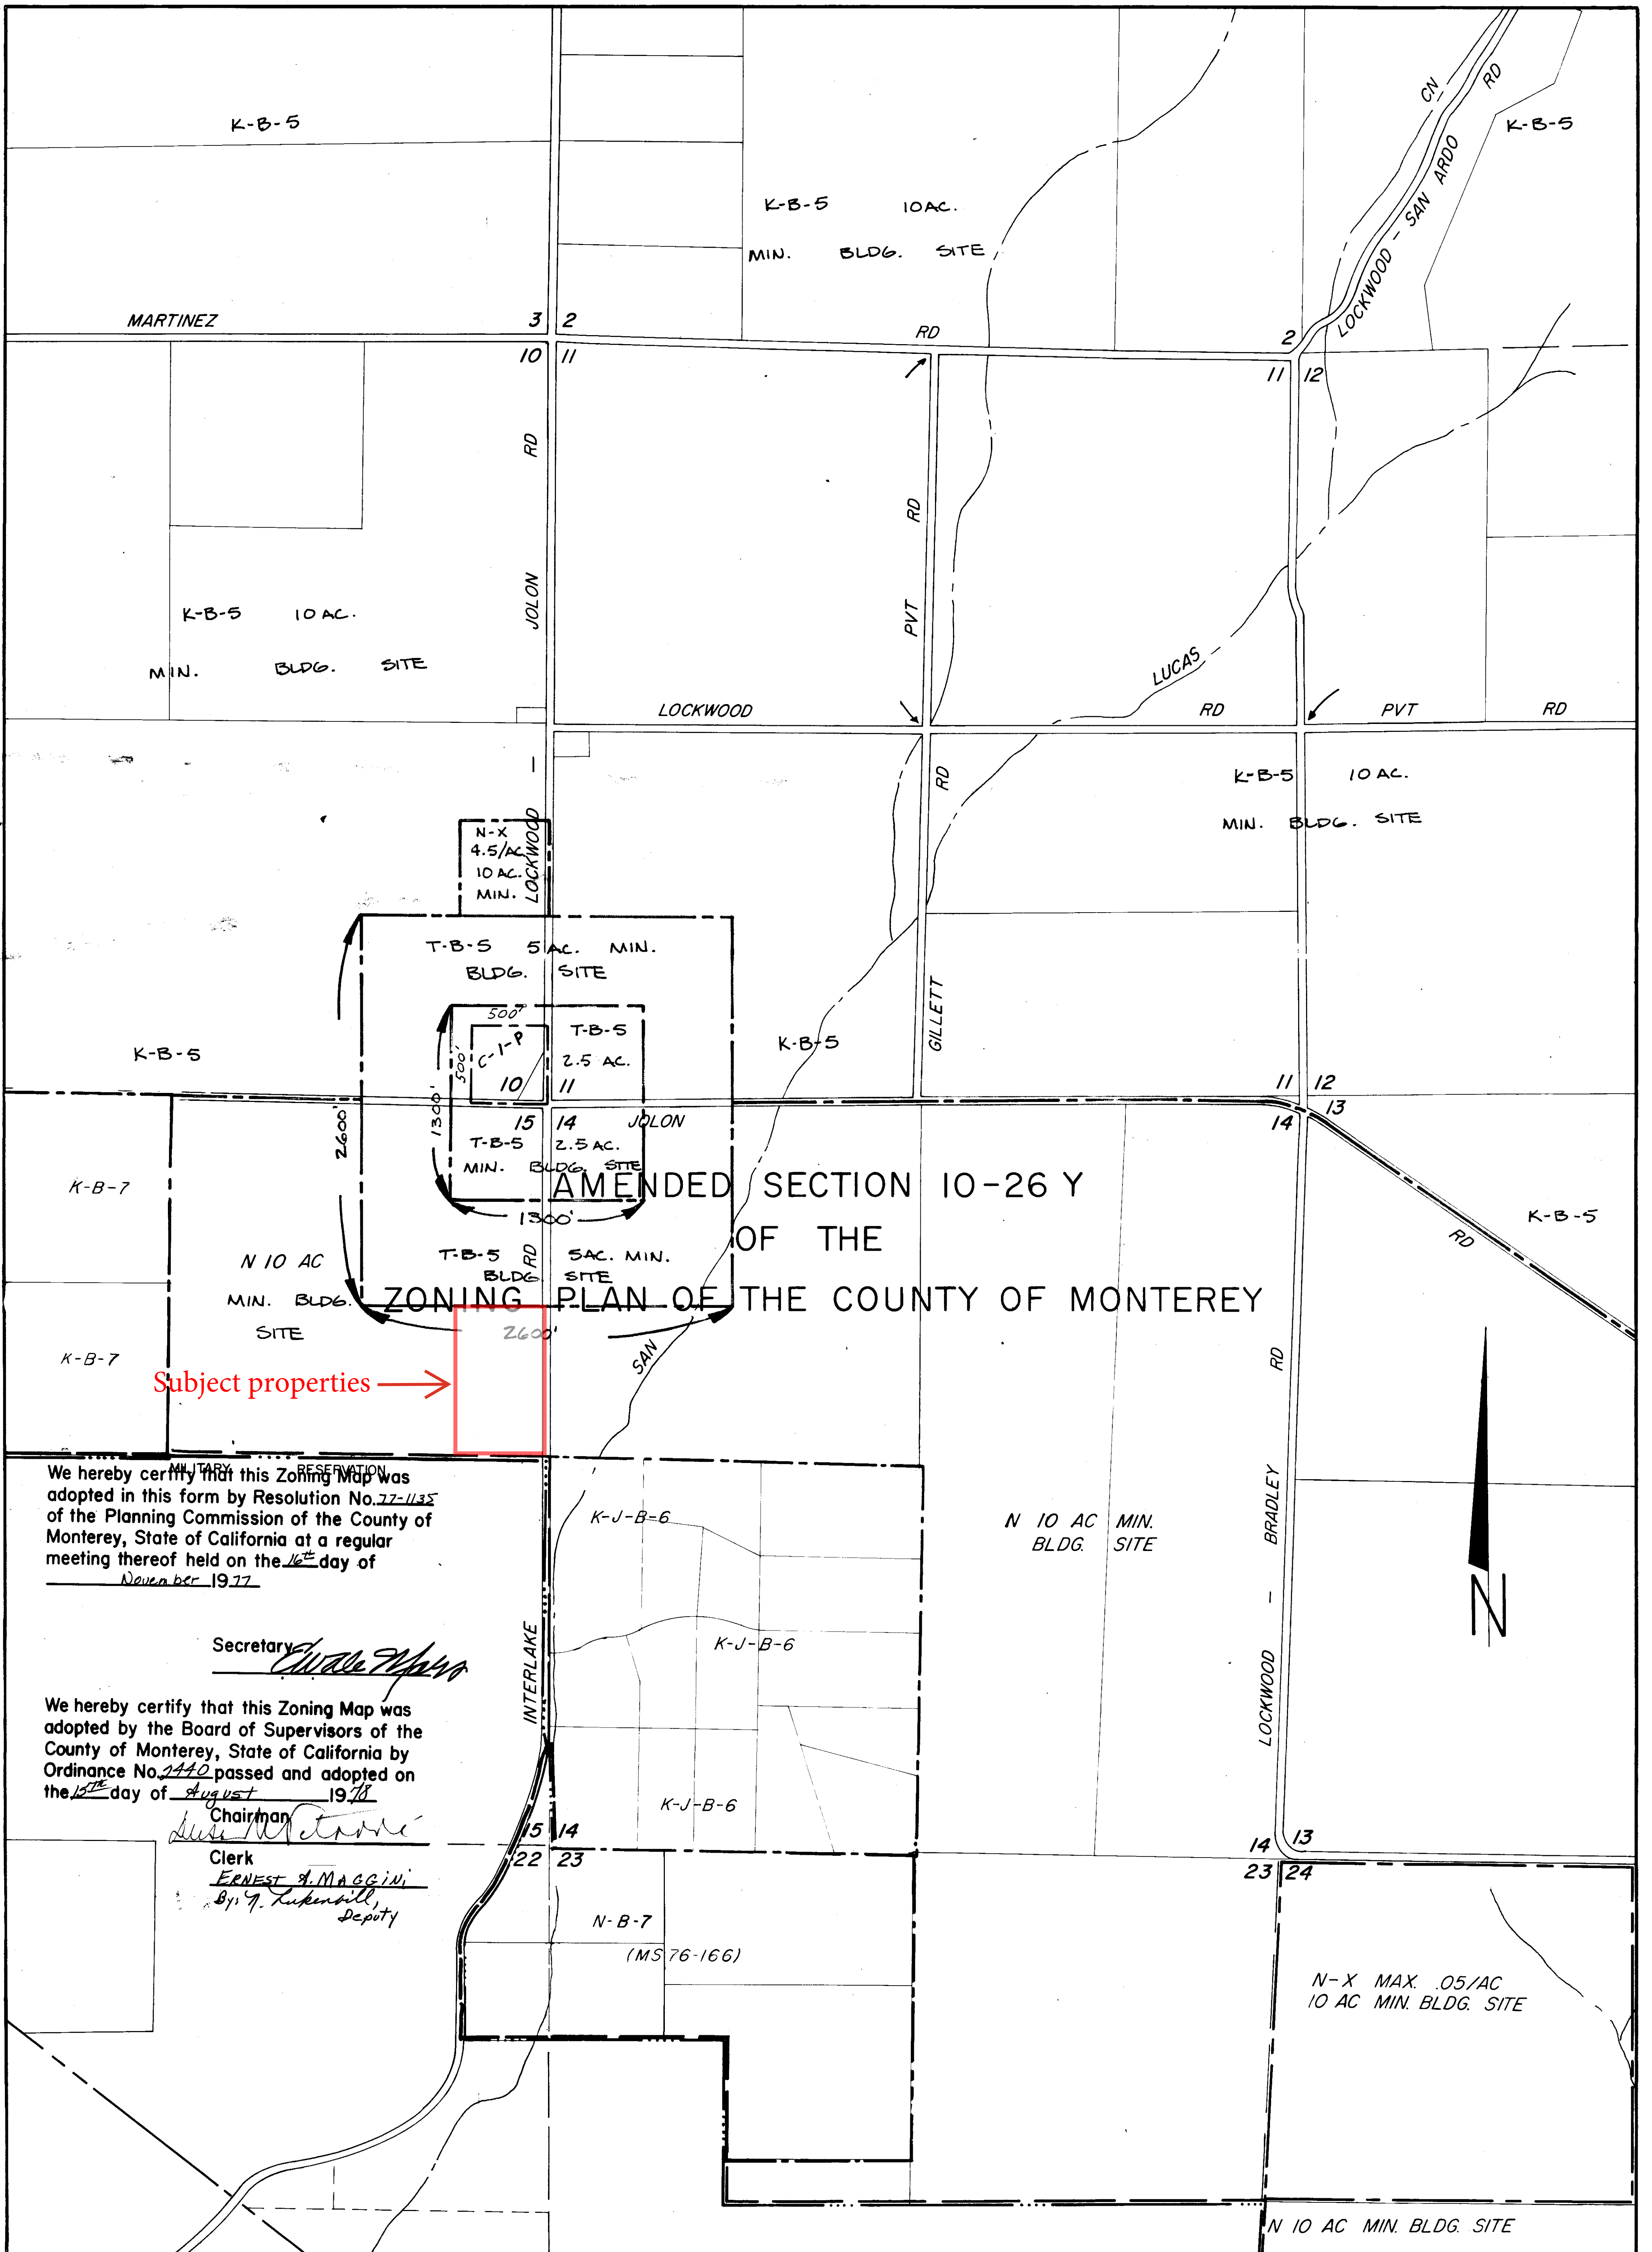 K-B-5
CN
RD
K-B-5
LOCKWOOD - SAN ARDO
K-B-5 10AC.
MIN. BLDG. SITE
MARTINEZ
3 2
RD
2
10 11
11 12
RD
RD
K-B-5 10 AC.
JOLON
PVT
MIN. BLDG. SITE
LUCAS
LOCKWOOD
RD
PVT
RD
K-B-5 10 AC.
RD
MIN. BLDG. SITE
LOCKWOOD -
N-X
4.5/AC
10 AC.
MIN.
T-B-5 5 AC. MIN.
BLDG. SITE
GILLETT
500'
500'
C-1-P
T-B-5
2.5 AC.
K-B-5
K-B-5
10 11
11 12
13
14
15 14
JOLON
2600'
1300'
T-B-5 2.5 AC.
MIN. BLDG. SITE
K-B-7
AMENDED SECTION 10-26 Y
1300'
K-B-5
OF THE
RD
T-B-5 RD 5AC. MIN.
BLDG SITE
N 10 AC
MIN. BLDG.
SITE
ZONING PLAN OF THE COUNTY OF MONTEREY
2600'
SAN
K-B-7
RD
Subject properties
MILITARY RESERVATION
We hereby certify that this Zoning Map was
adopted in this form by Resolution No. 77-1135
of the Planning Commission of the County of
Monterey, State of California at a regular
meeting thereof held on the 16th day of
November 1977
K-J-B-6
N 10 AC MIN.
BLDG. SITE
BRADLEY
N
Secretary
K-J-B-6
INTERLAKE
LOCKWOOD -
We hereby certify that this Zoning Map was
adopted by the Board of Supervisors of the
County of Monterey, State of California by
Ordinance No. 2440 passed and adopted on
the 15th day of August 1978
Chairman
K-J-B-6
15 14
14 13
Clerk
22 23
23 24
ERNEST A. MAGGINI
By: N. Lukenbill,
Deputy
N-B-7
(MS 76-166)
N-X MAX. .05/AC
10 AC MIN. BLDG. SITE
N 10 AC MIN. BLDG. SITE